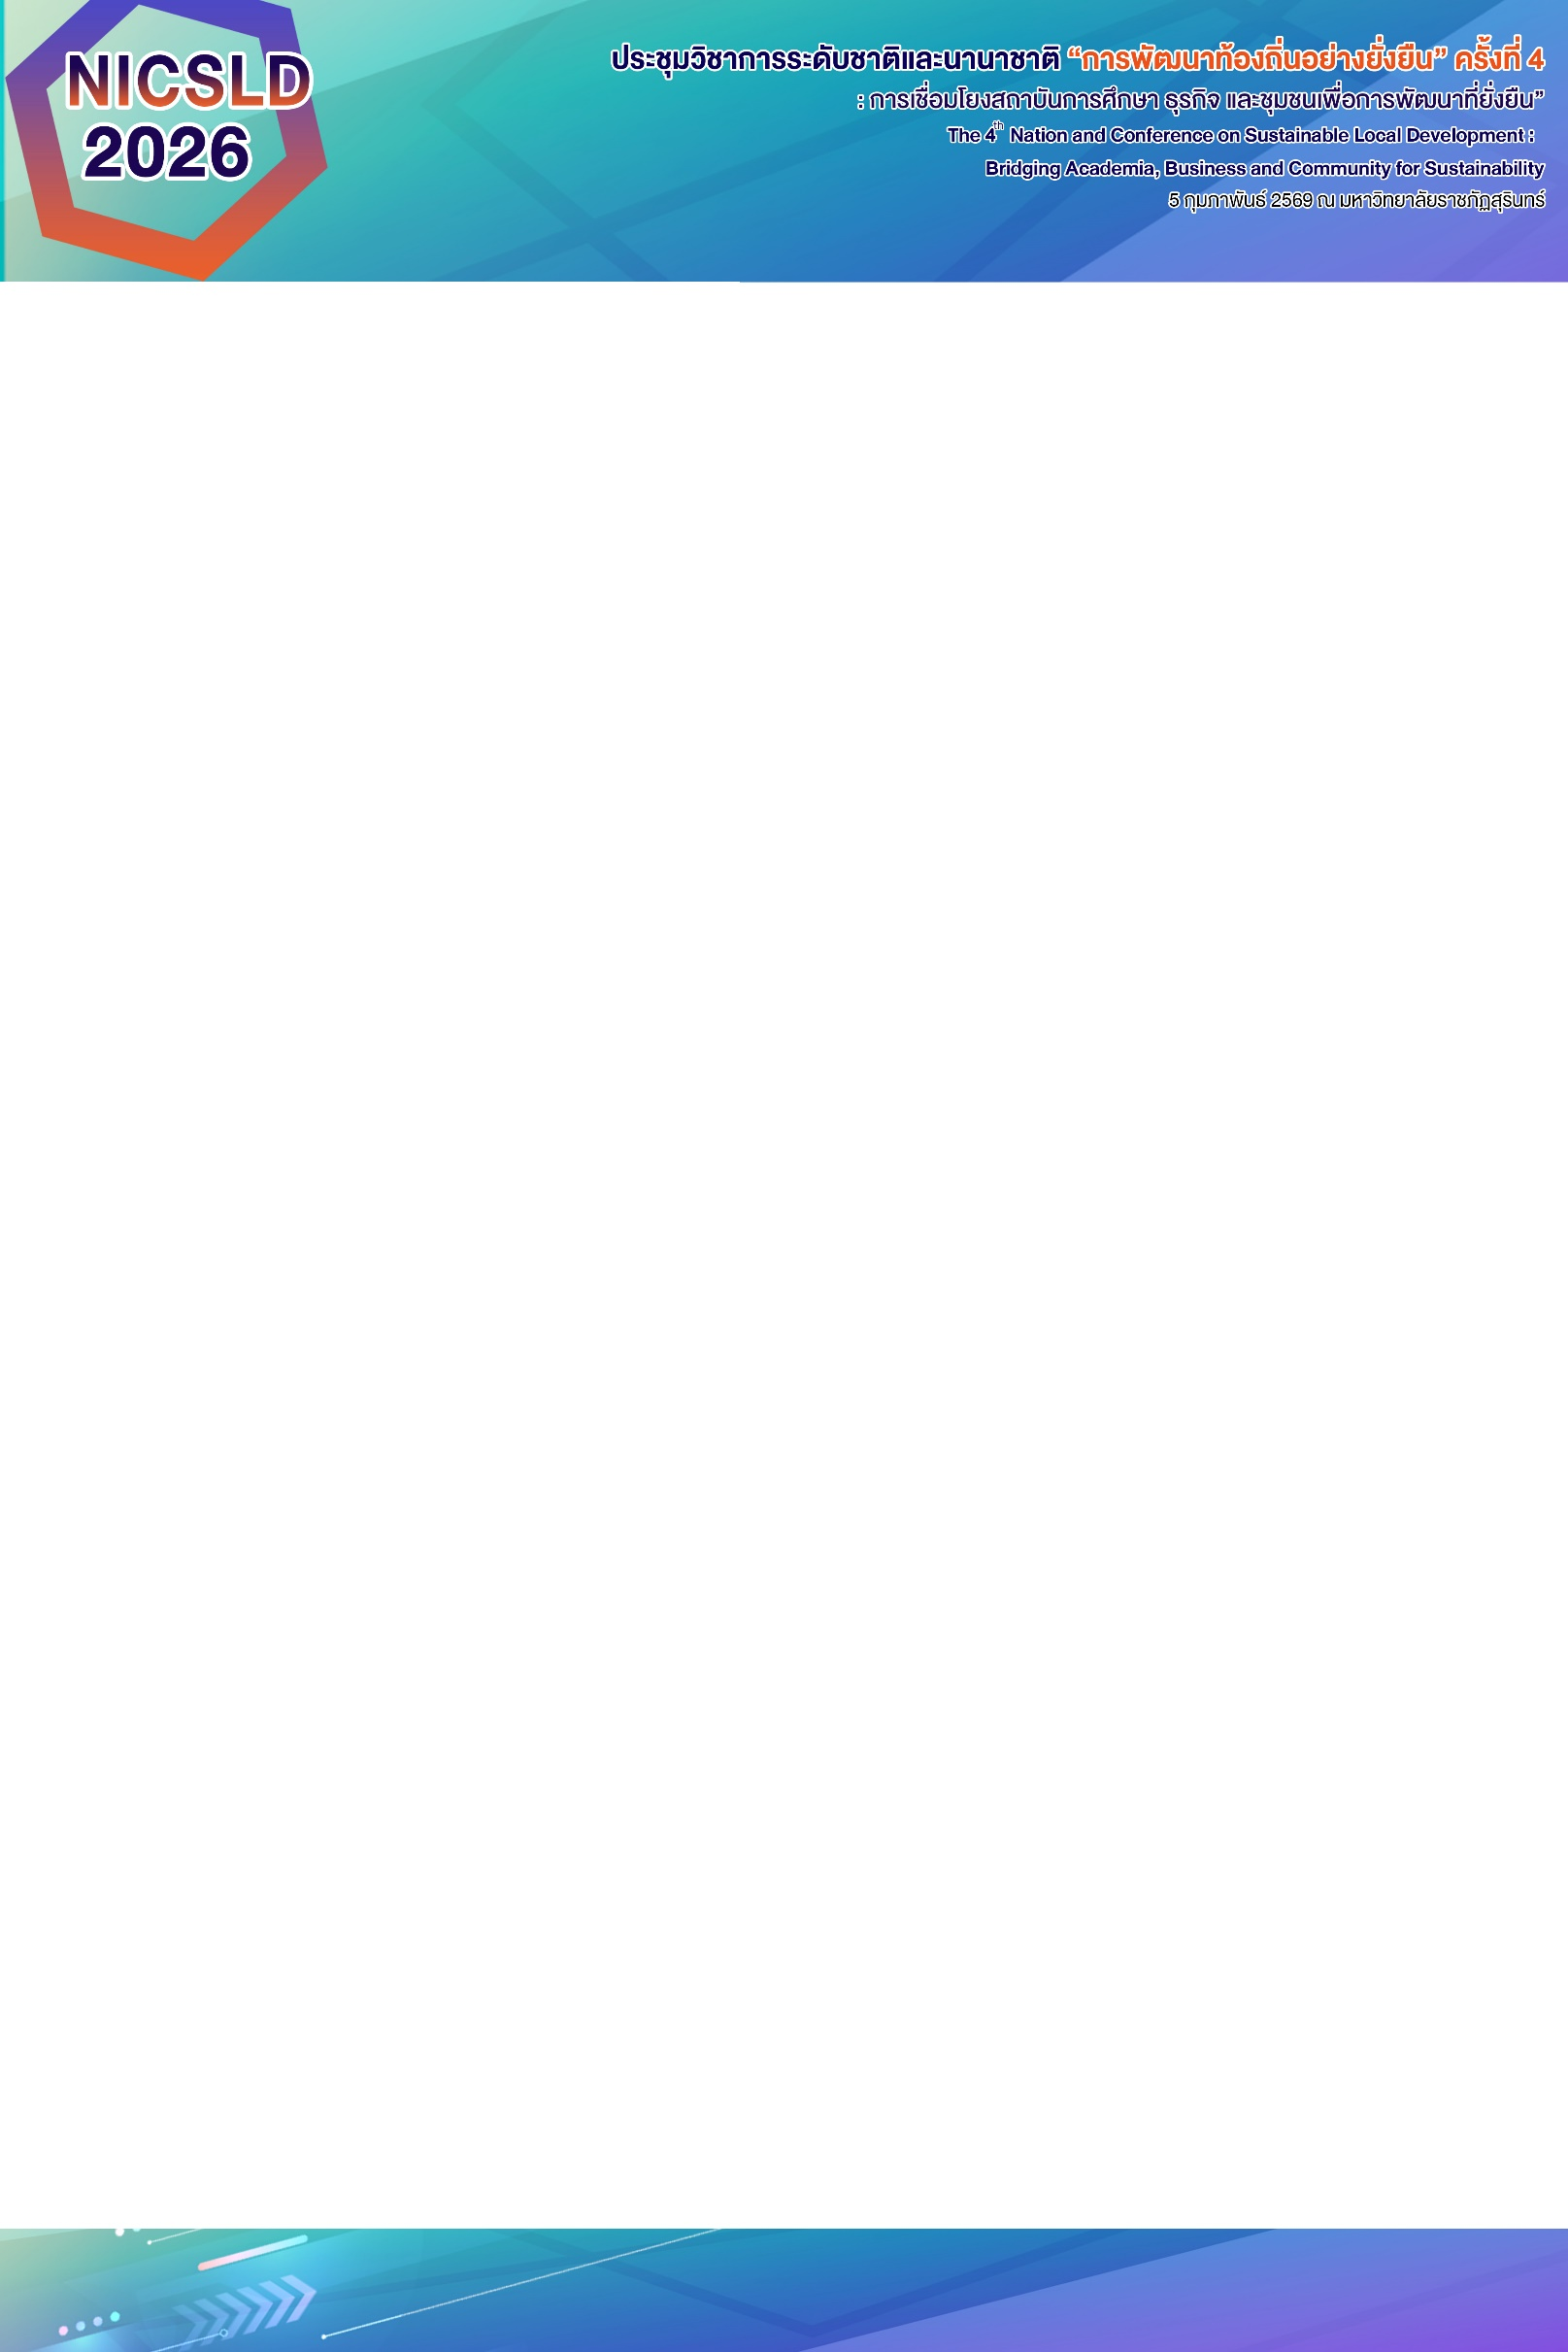 NICSLD
2026
ประชุมวิชาการระดับชาติและนานาชาติ “การพัฒนาท้องถิ่นอย่างยั่งยืน” ครั้งที่ 4
: การเชื่อมโยงสถาบันการศึกษา ธุรกิจ และชุมชนเพื่อการพัฒนาที่ยั่งยืน”
The 4th Nation and Conference on Sustainable Local Development :
Bridging Academia, Business and Community for Sustainability
5 กุมภาพันธ์ 2569 ณ มหาวิทยาลัยราชภัฏสุรินทร์